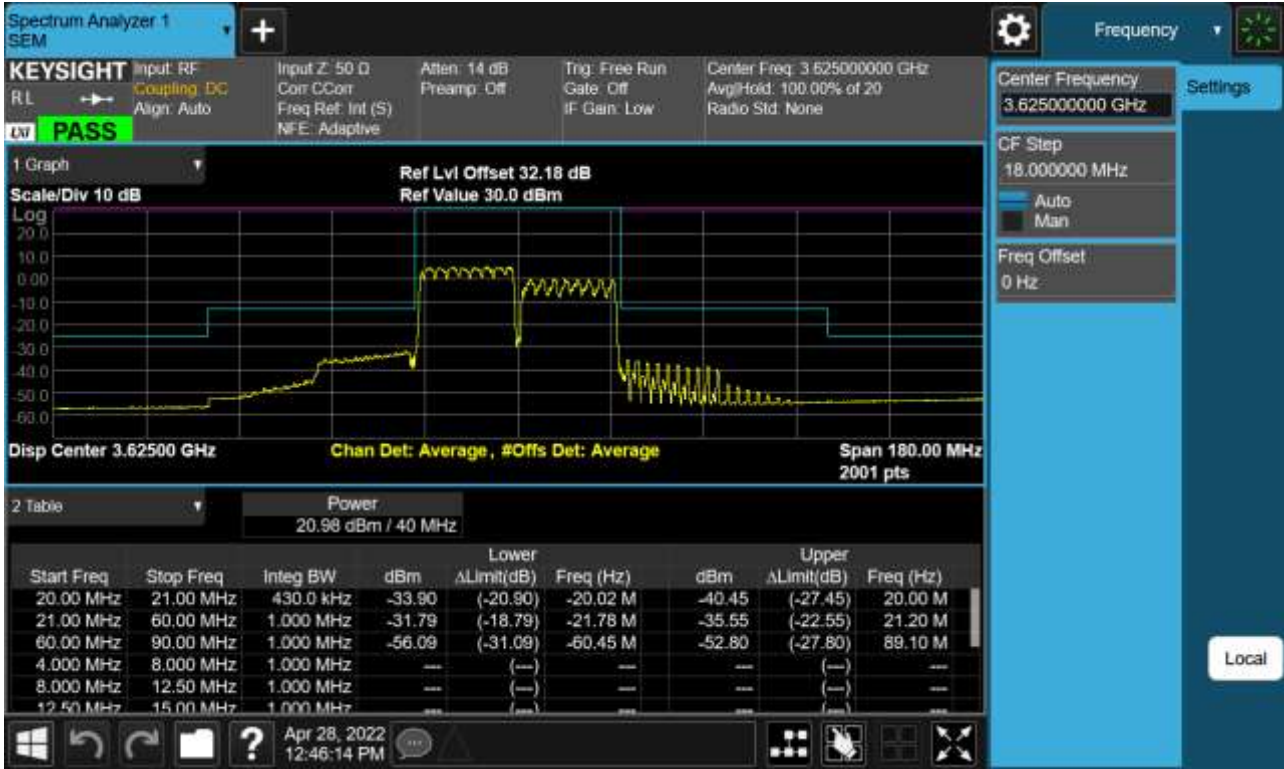 Spectrum Analyzer 1
SEM
Frequency
KEYSIGHT
RL
LXI
PASS
Input: RF
Coupling: DC
Align: Auto
Input Z: 50 Ω
Corr CCorr
Freq Ref: Int (S)
NFE: Adaptive
Atten: 14 dB
Preamp: Off
Trig: Free Run
Gate: Off
IF Gain: Low
Center Freq: 3.625000000 GHz
Avg|Hold: 100.00% of 20
Radio Std: None
Center Frequency
3.625000000 GHz
Settings
CF Step
18.000000 MHz
Auto
Man
Freq Offset
0 Hz
Local
1 Graph
Scale/Div 10 dB
Ref Lvl Offset 32.18 dB
Ref Value 30.0 dBm
Log
20.0
10.0
0.00
-10.0
-20.0
-30.0
-40.0
-50.0
-60.0
Disp Center 3.62500 GHz
Chan Det: Average, #Offs Det: Average
Span 180.00 MHz
2001 pts
2 Table
Power
20.98 dBm / 40 MHz
Lower Upper
Start Freq Stop Freq Integ BW dBm ΔLimit(dB) Freq (Hz) dBm ΔLimit(dB) Freq (Hz)
20.00 MHz 21.00 MHz 430.0 kHz -33.90 (-20.90) -20.02 M -40.45 (-27.45) 20.00 M
21.00 MHz 60.00 MHz 1.000 MHz -31.79 (-18.79) -21.78 M -35.55 (-22.55) 21.20 M
60.00 MHz 90.00 MHz 1.000 MHz -56.09 (-31.09) -60.45 M -52.80 (-27.80) 89.10 M
4.000 MHz 8.000 MHz 1.000 MHz --- (---) --- --- (---) ---
8.000 MHz 12.50 MHz 1.000 MHz --- (---) --- --- (---) ---
12.50 MHz 15.00 MHz 1.000 MHz --- (---) --- --- (---) ---
Apr 28, 2022
12:46:14 PM